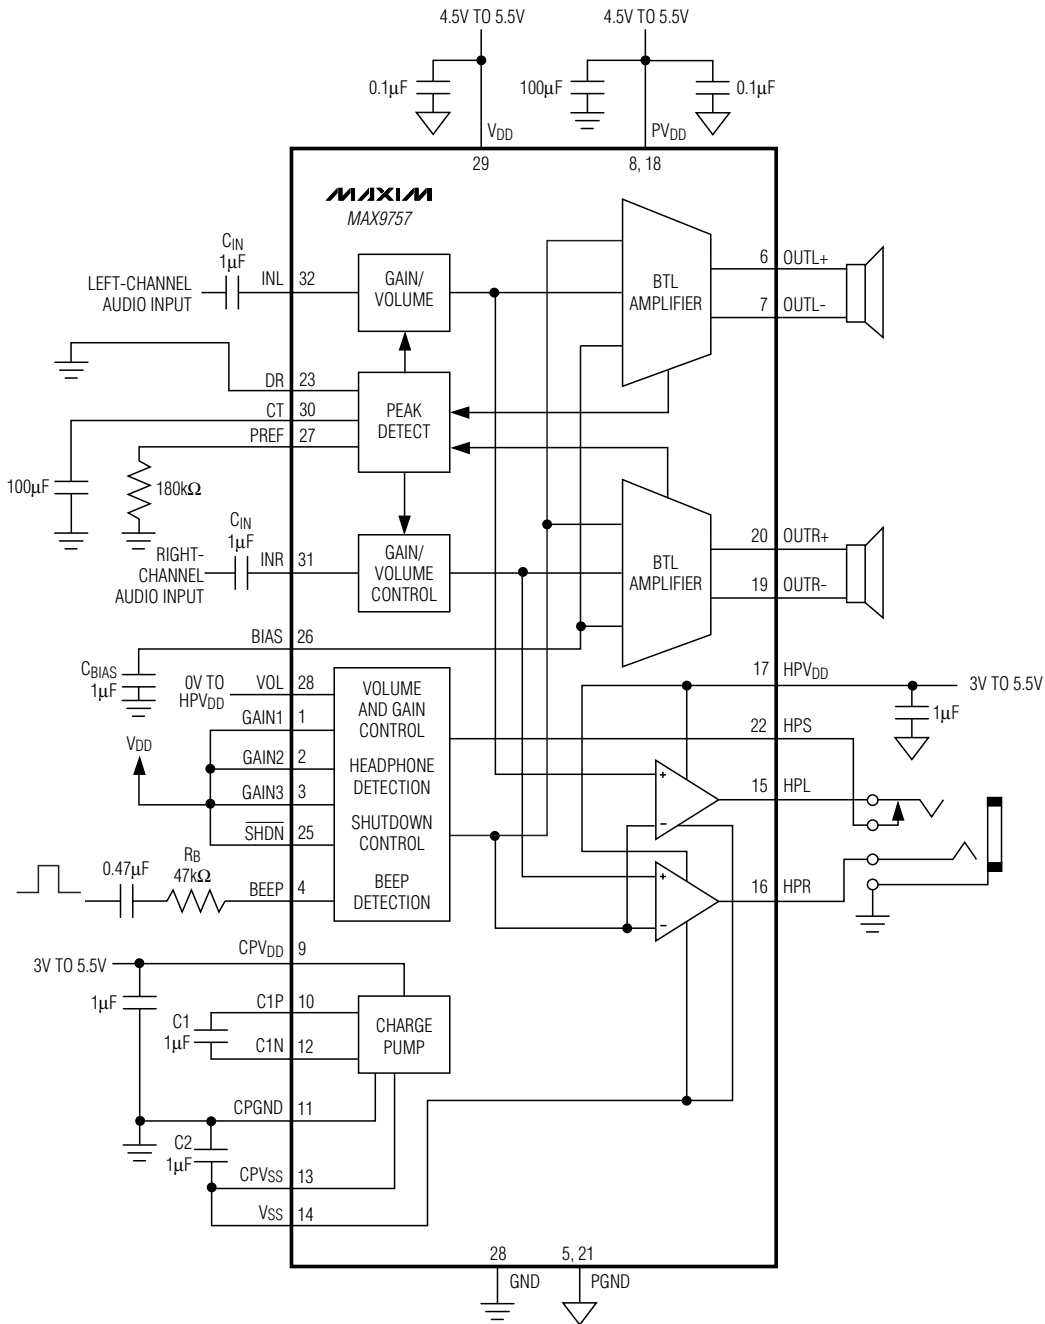 4.5V TO 5.5V
4.5V TO 5.5V
0.1µF
100µF
0.1µF
VDD
PVDD
29
8, 18
MAXIM
MAX9757
CIN
1µF
LEFT-CHANNEL
AUDIO INPUT
INL
32
GAIN/
VOLUME
BTL
AMPLIFIER
6
OUTL+
7
OUTL-
DR
23
CT
30
PREF
27
PEAK
DETECT
100µF
180kΩ
CIN
1µF
RIGHT-
CHANNEL
AUDIO INPUT
INR
31
GAIN/
VOLUME
CONTROL
BTL
AMPLIFIER
20
OUTR+
19
OUTR-
BIAS
26
CBIAS
1µF
0V TO
HPVDD
VOL
28
GAIN1
1
VDD
GAIN2
2
GAIN3
3
SHDN
25
VOLUME
AND GAIN
CONTROL
HEADPHONE
DETECTION
SHUTDOWN
CONTROL
BEEP
DETECTION
17
HPVDD
3V TO 5.5V
1µF
22
HPS
+
−
15
HPL
+
−
16
HPR
0.47µF
RB
47kΩ
BEEP
4
CPVDD
9
3V TO 5.5V
1µF
C1P
10
C1
1µF
C1N
12
CHARGE
PUMP
CPGND
11
C2
1µF
CPVSS
13
VSS
14
28
GND
5, 21
PGND